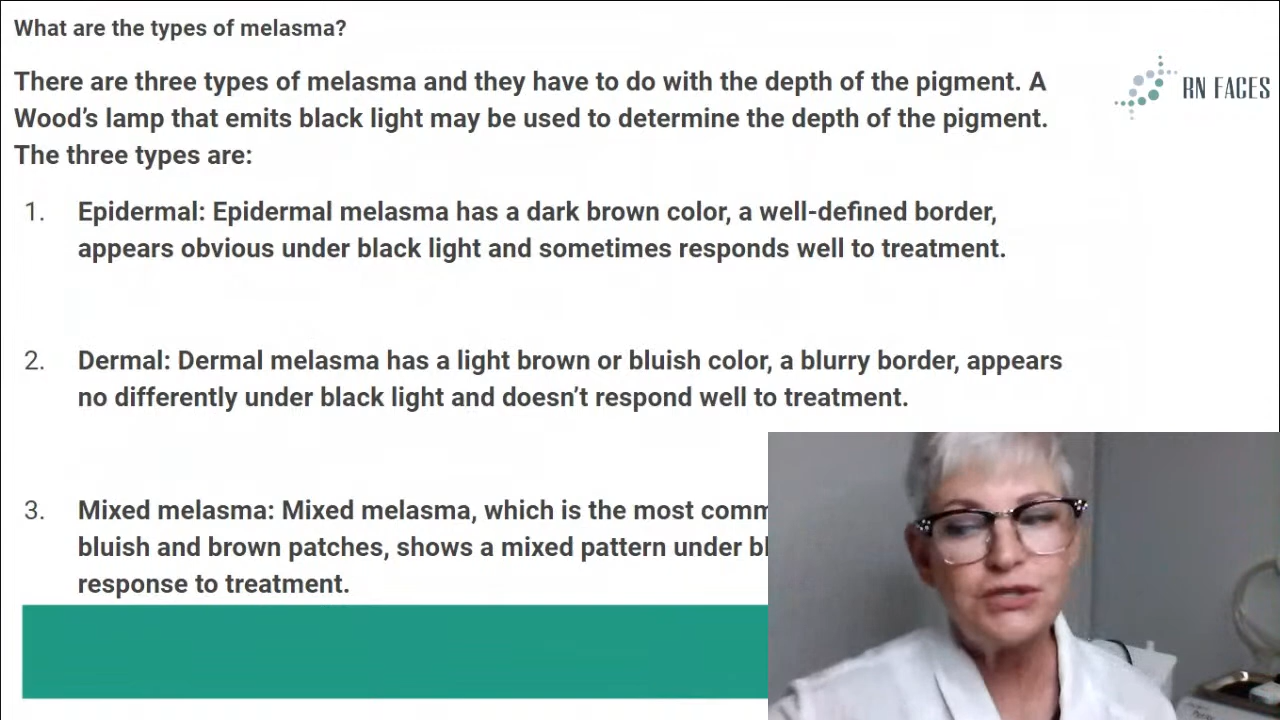 What are the types of melasma?
There are three types of melasma and they have to do with the depth of the pigment. A
Wood’s lamp that emits black light may be used to determine the depth of the pigment.
The three types are:
RN FACES
1. Epidermal: Epidermal melasma has a dark brown color, a well-defined border,
appears obvious under black light and sometimes responds well to treatment.
2. Dermal: Dermal melasma has a light brown or bluish color, a blurry border, appears
no differently under black light and doesn’t respond well to treatment.
3. Mixed melasma: Mixed melasma, which is the most
bluish and brown patches, shows a mixed pattern under
response to treatment.